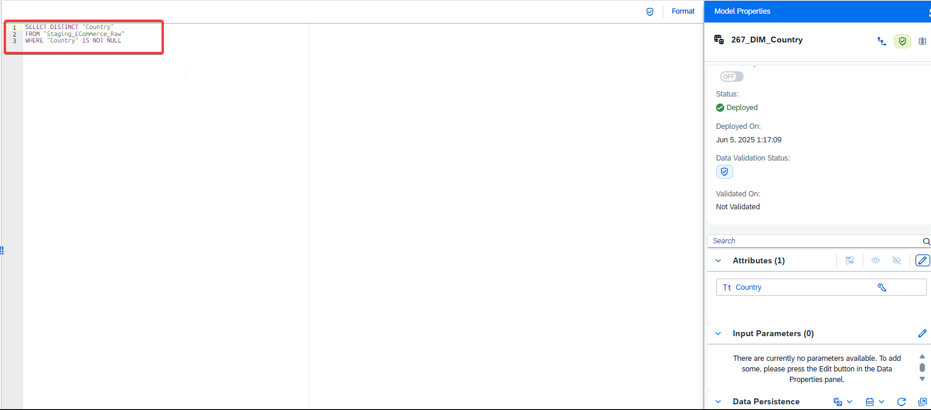 Format
1 SELECT DISTINCT "Country"
2 FROM "Staging_ECommerce_Raw"
3 WHERE "Country" IS NOT NULL
Model Properties
267_DIM_Country
OFF
Status:
Deployed
Deployed On:
Jun 5, 2025 1:17:09
Data Validation Status:
Validated On:
Not Validated
Search
Attributes (1)
Tt Country
Input Parameters (0)
There are currently no parameters available. To add
some, please press the Edit button in the Data
Properties panel.
Data Persistence